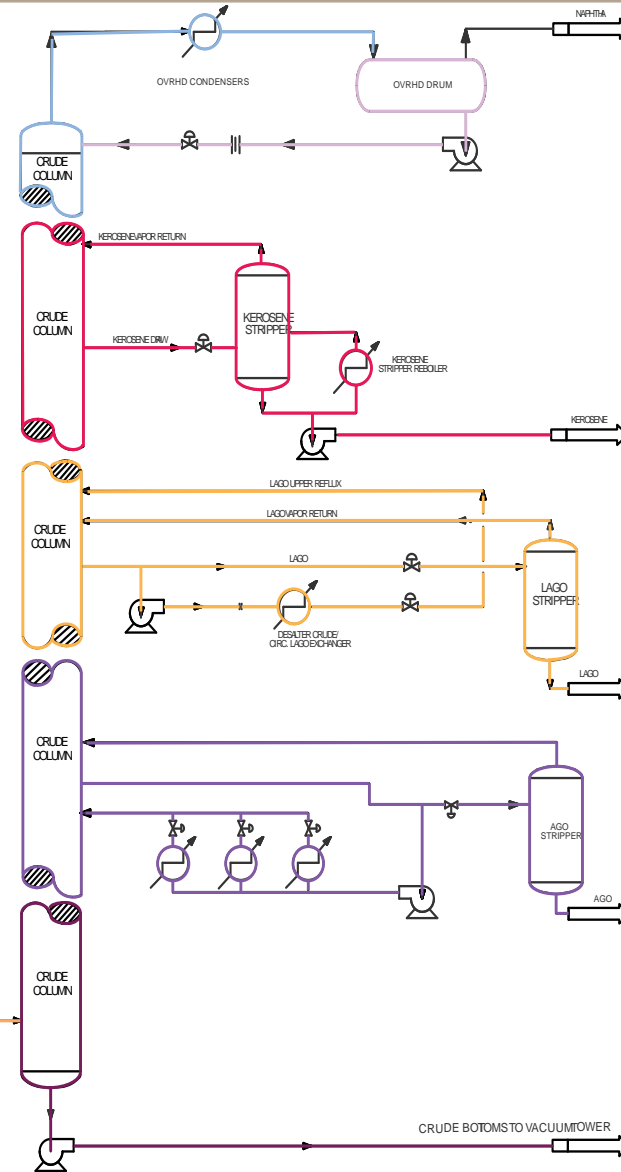 NAPHTHA
OVRHD CONDENSERS
OVRHD DRUM
CRUDE
COLUMN
KEROSENE VAPOR RETURN
CRUDE
COLUMN
KEROSENE
STRIPPER
KEROSENE DRAW
KEROSENE
STRIPPER REBOILER
KEROSENE
LAGO UPPER REFLUX
LAGO VAPOR RETURN
CRUDE
COLUMN
LAGO
LAGO
STRIPPER
DESALTER CRUDE/
CIRC. LAGO EXCHANGER
LAGO
CRUDE
COLUMN
AGO
STRIPPER
AGO
CRUDE
COLUMN
CRUDE BOTTOMS TO VACUUM TOWER